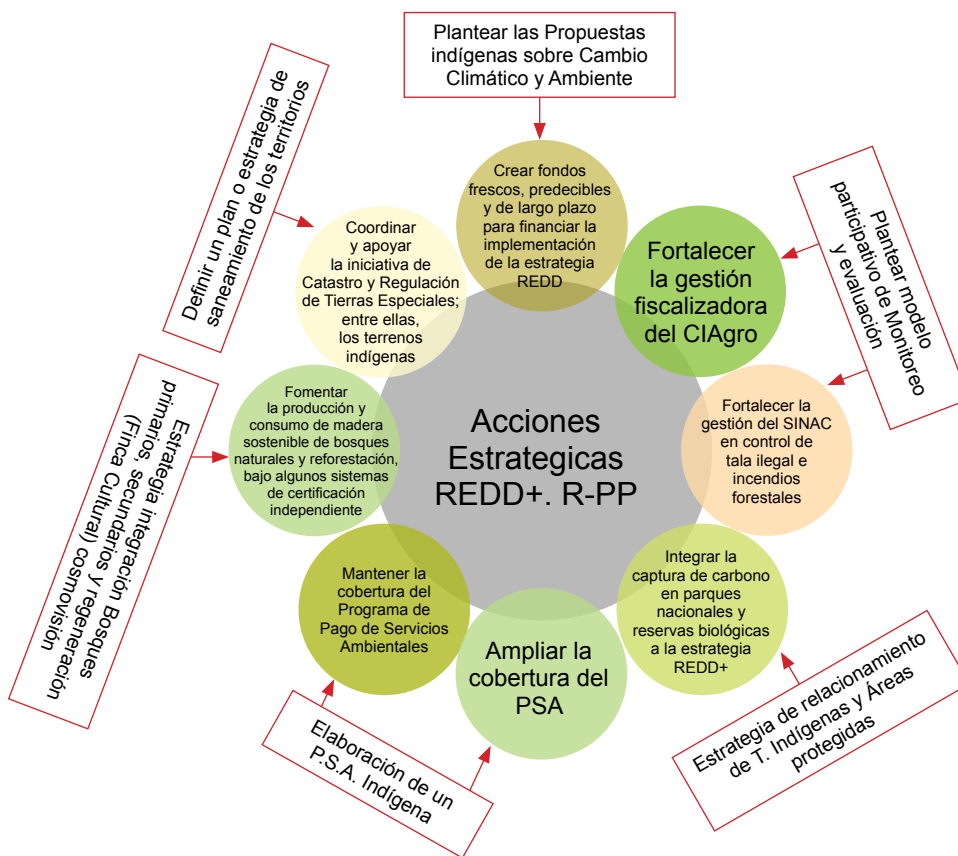 Plantear las Propuestas
indígenas sobre Cambio
Climático y Ambiente
Definir un plan o estrategia de
saneamiento de los territorios
Plantear modelo
participativo de Monitoreo
y evaluación
Crear fondos
frescos, predecibles
y de largo plazo
para financiar la
implementación
de la estrategia
REDD
Coordinar
y apoyar
la iniciativa de
Catastro y Regulación
de Tierras Especiales;
entre ellas,
los terrenos
indígenas
Fortalecer
la gestión
fiscalizadora
del CIAgro
Estrategia integración Bosques
primarios, secundarios y regeneración
(Finca Cultural) cosmovisión
Fomentar
la producción y
consumo de madera
sostenible de bosques
naturales y reforestación,
bajo algunos sistemas
de certificación
independiente
Acciones
Estrategicas
REDD+. R-PP
Fortalecer la
gestión del SINAC
en control de
tala ilegal e
incendios
forestales
Mantener la
cobertura del
Programa de
Pago de Servicios
Ambientales
Ampliar la
cobertura del
PSA
Integrar la
captura de carbono
en parques
nacionales y
reservas biológicas
a la estrategia
REDD+
Elaboración de un
P.S.A. Indígena
Estrategia de relacionamiento
de T. Indígenas y Áreas
protegidas